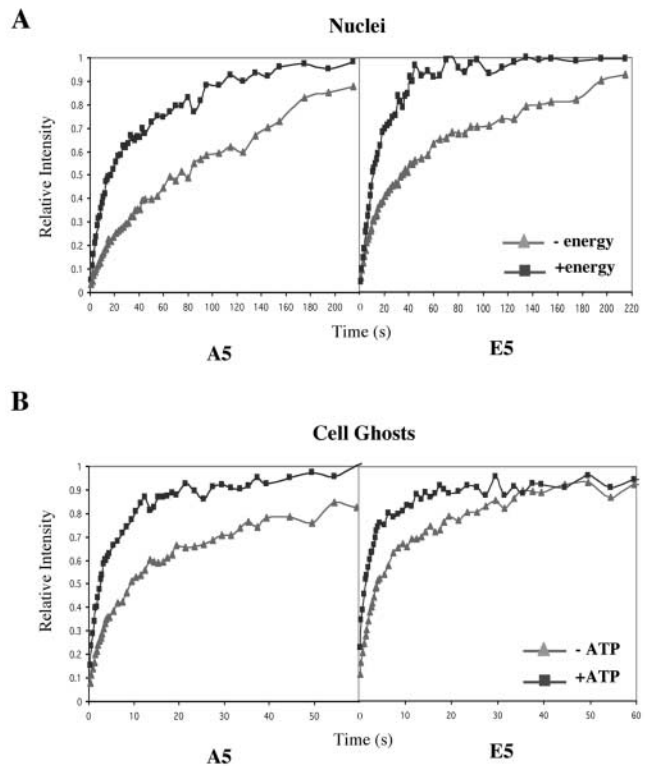 A
Nuclei
Relative Intensity
1
0.9
0.8
0.7
0.6
0.5
0.4
0.3
0.2
0.1
0
0 20 40 60 80 100 120 140 160 180 200
0 20 40 60 80 100 120 140 160 180 200 220
- energy
+energy
Time (s)
A5
E5
B
Cell Ghosts
Relative Intensity
1
0.9
0.8
0.7
0.6
0.5
0.4
0.3
0.2
0.1
0
0 10 20 30 40 50
0 10 20 30 40 50 60
- ATP
+ATP
Time (s)
A5
E5